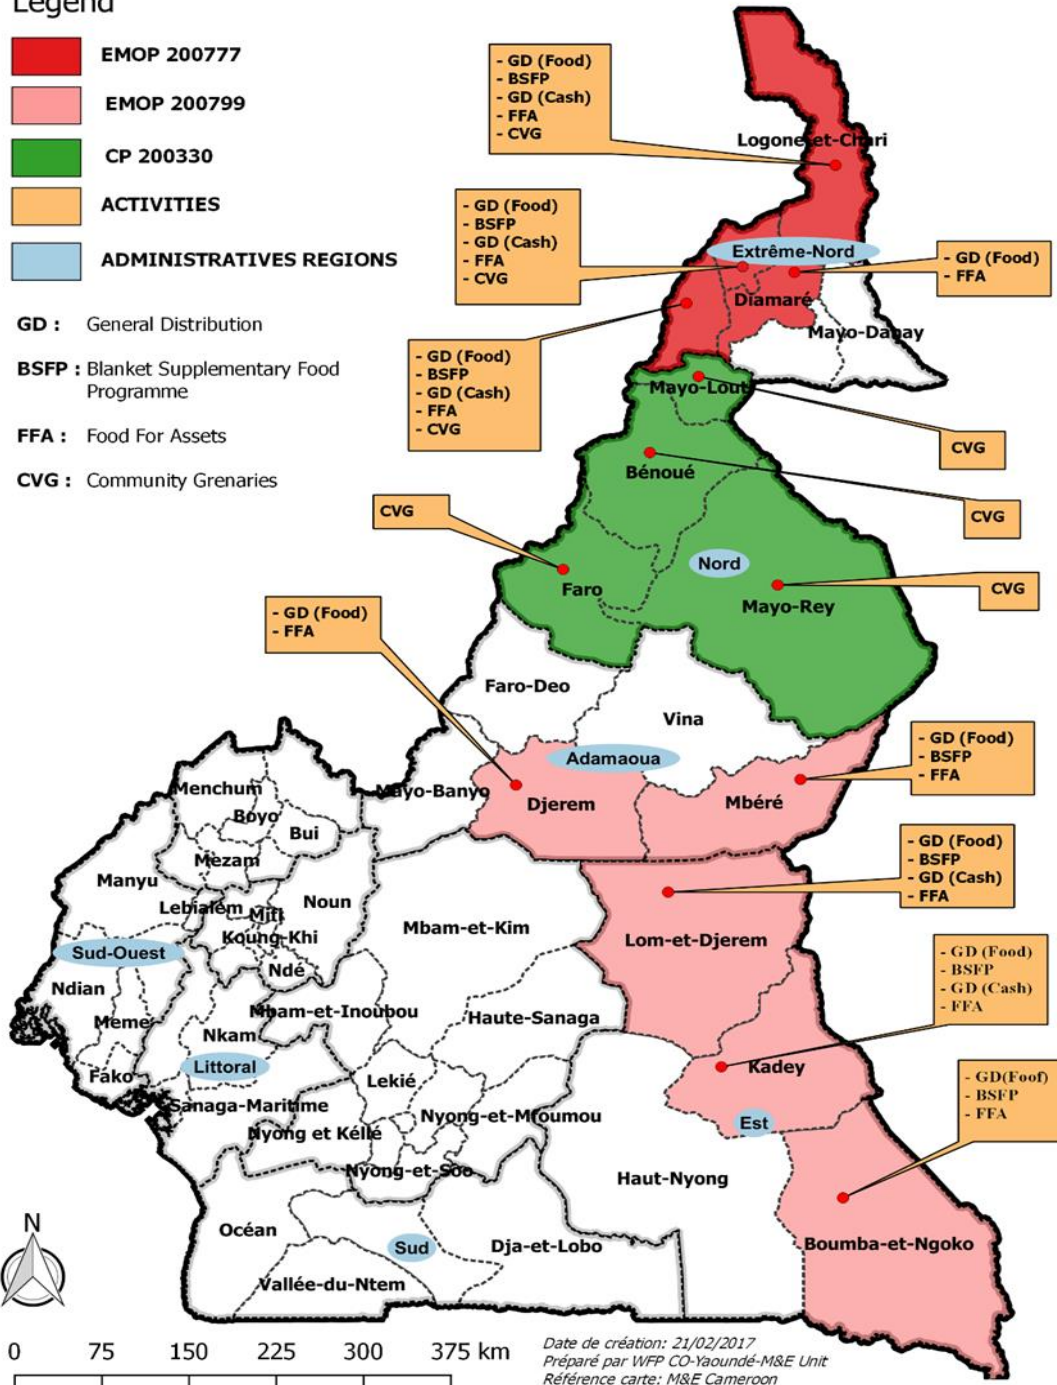 Legend
EMOP 200777
EMOP 200799
CP 200330
ACTIVITIES
ADMINISTRATIVES REGIONS
GD : General Distribution
BSFP : Blanket Supplementary Food
Programme
FFA : Food For Assets
CVG : Community Grenaries
- GD (Food)
- BSFP
- GD (Cash)
- FFA
- CVG
Logone-et-Chari
- GD (Food)
- BSFP
- GD (Cash)
- FFA
- CVG
Extrême-Nord
- GD (Food)
- FFA
Diamaré
Mayo-Danay
- GD (Food)
- BSFP
- GD (Cash)
- FFA
- CVG
Mayo-Lout
CVG
Bénoué
CVG
CVG
Nord
Faro
Mayo-Rey
CVG
- GD (Food)
- FFA
Faro-Deo
Vina
Adamaoua
- GD (Food)
- BSFP
- FFA
Menchum
Mayo-Banyo
Djerem
Mbéré
Boyo
Bui
Mezam
- GD (Food)
- BSFP
- GD (Cash)
- FFA
Manyu
Lebialem
Mifi
Noun
Mbam-et-Kim
Lom-et-Djerem
Koung-Khi
Sud-Ouest
Ndé
- GD (Food)
- BSFP
- GD (Cash)
- FFA
Ndian
Meme
Nkam
Mbam-et-Inoubou
Haute-Sanaga
Littoral
Fako
Lekié
Kadey
Sanaga-Maritime
Nyong et Kéllé
Nyong-et-Mfoumou
Est
- GD(Foof)
- BSFP
- FFA
Nyong-et-Soo
Haut-Nyong
Océan
Sud
Dja-et-Lobo
Boumba-et-Ngoko
Vallée-du-Ntem
N
0 75 150 225 300 375 km
Date de création: 21/02/2017
Préparé par WFP CO-Yaoundé-M&E Unit
Référence carte: M&E Cameroon